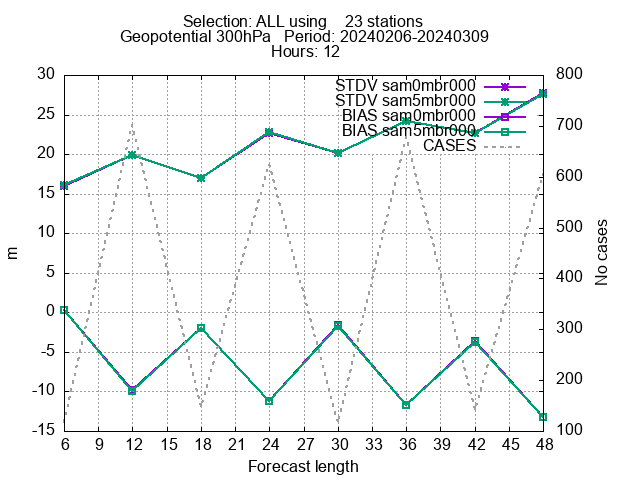 Selection: ALL using    23 stations
Geopotential 300hPa   Period: 20240206-20240309
Hours: 12
STDV sam0mbr000
STDV sam5mbr000
BIAS sam0mbr000
BIAS sam5mbr000
CASES
30
25
20
15
10
5
0
-5
-10
-15
m
800
700
600
500
400
300
200
100
No cases
6 9 12 15 18 21 24 27 30 33 36 39 42 45 48
Forecast length